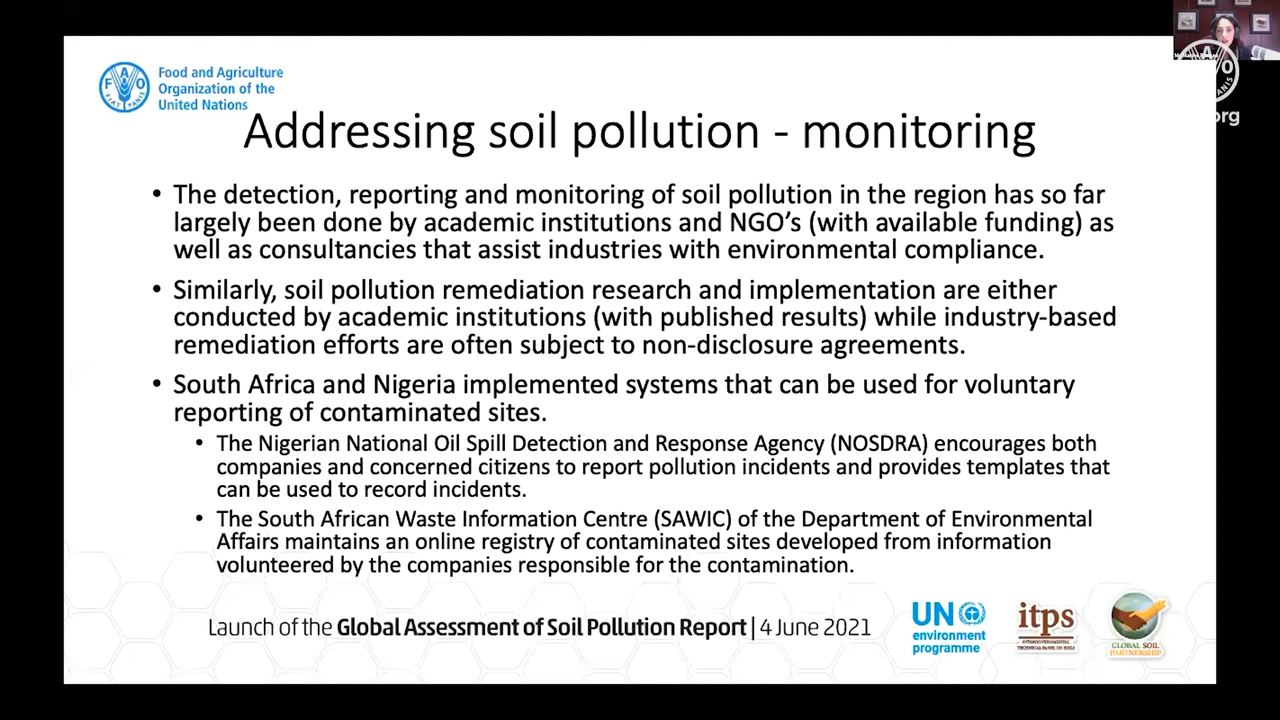 Food and Agriculture
Organization of the
United Nations
Addressing soil pollution - monitoring
• The detection, reporting and monitoring of soil pollution in the region has so far
largely been done by academic institutions and NGO's (with available funding) as
well as consultancies that assist industries with environmental compliance.
• Similarly, soil pollution remediation research and implementation are either
conducted by academic institutions (with published results) while industry-based
remediation efforts are often subject to non-disclosure agreements.
• South Africa and Nigeria implemented systems that can be used for voluntary
reporting of contaminated sites.
• The Nigerian National Oil Spill Detection and Response Agency (NOSDRA) encourages both
companies and concerned citizens to report pollution incidents and provides templates that
can be used to record incidents.
• The South African Waste Information Centre (SAWIC) of the Department of Environmental
Affairs maintains an online registry of contaminated sites developed from information
volunteered by the companies responsible for the contamination.
Launch of the Global Assessment of Soil Pollution Report | 4 June 2021
UN
environment
programme
itps
INTERGOVERNMENTAL
TECHNICAL PANEL ON SOILS
GLOBAL SOIL
PARTNERSHIP
org